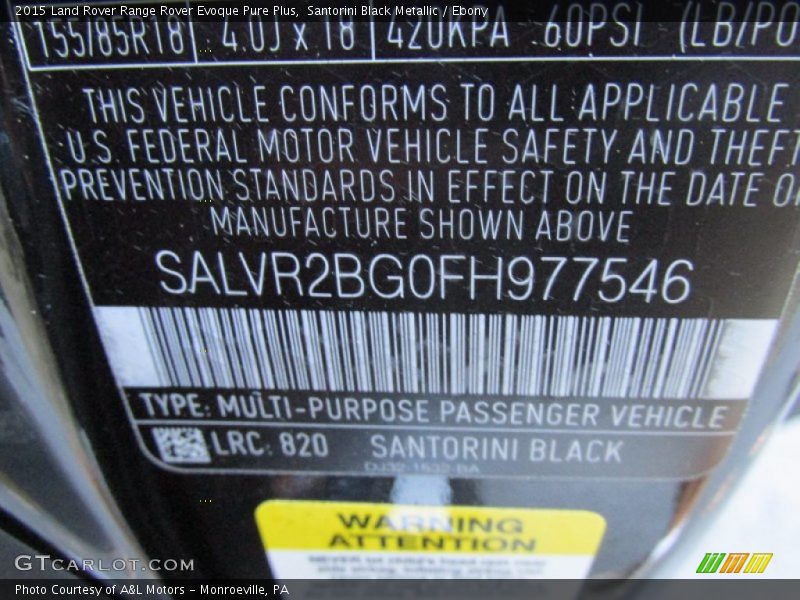 2015 Land Rover Range Rover Evoque Pure Plus, Santorini Black Metallic / Ebony
155/85R18 4.0J x 18 420KPA 60PSI (LB/PO
THIS VEHICLE CONFORMS TO ALL APPLICABLE
U.S. FEDERAL MOTOR VEHICLE SAFETY AND THEFT
PREVENTION STANDARDS IN EFFECT ON THE DATE O
MANUFACTURE SHOWN ABOVE
SALVR2BG0FH977546
TYPE: MULTI-PURPOSE PASSENGER VEHICLE
LRC: 820 SANTORINI BLACK
DJ32-1532-BA
WARNING
ATTENTION
GTCARLOT.COM
Photo Courtesy of A&L Motors - Monroeville, PA